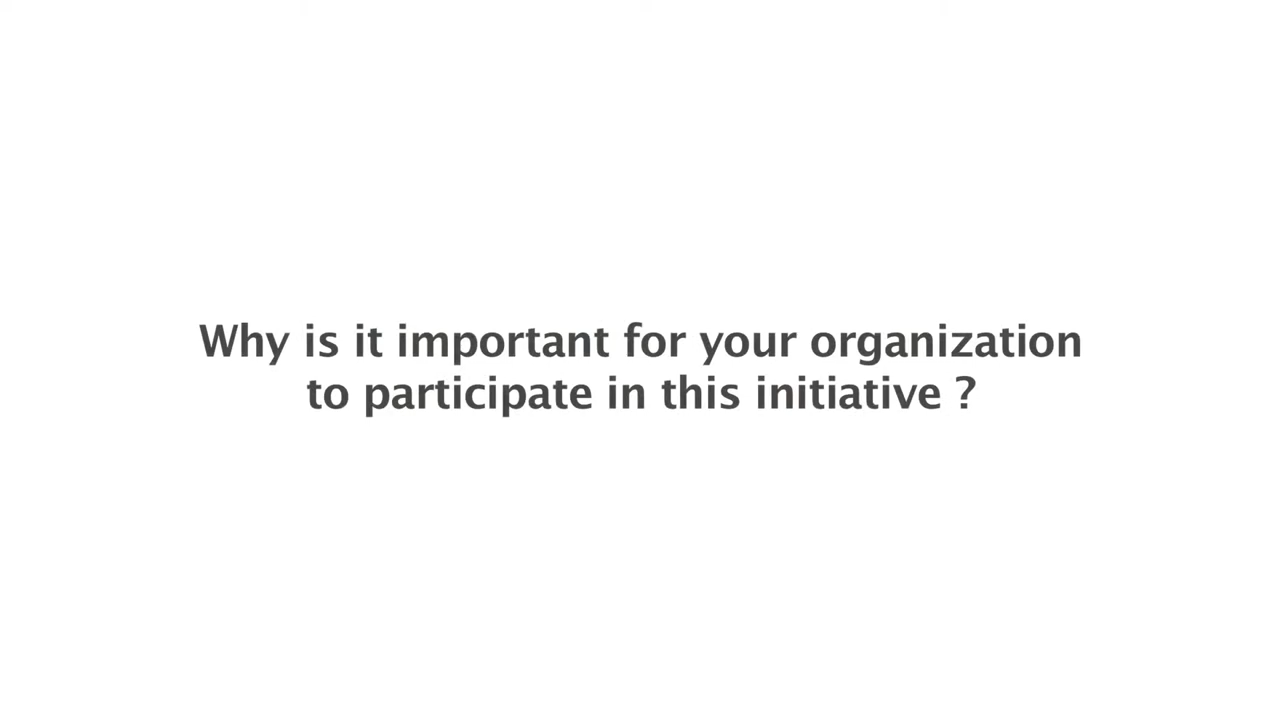 Why is it important for your organization
to participate in this initiative ?